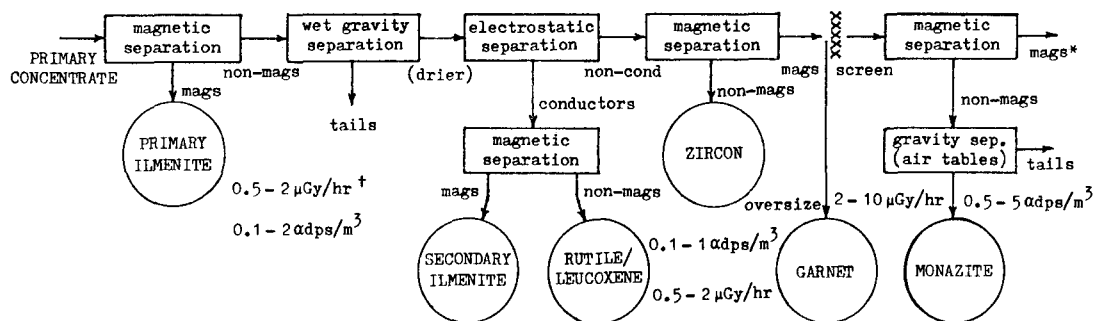 PRIMARY
CONCENTRATE
magnetic
separation
non-mags
mags
PRIMARY
ILMENITE
wet gravity
separation
tails
(drier)
0.5-2 µGy/hr †
0.1-2 αdps/m³
electrostatic
separation
non-cond
conductors
magnetic
separation
mags
non-mags
SECONDARY
ILMENITE
RUTILE/
LEUCOXENE
magnetic
separation
mags
non-mags
ZIRCON
0.1-1 αdps/m³
0.5-2 µGy/hr
XXXXX
screen
oversize
GARNET
2-10 µGy/hr
magnetic
separation
mags*
non-mags
gravity sep.
(air tables)
tails
0.5-5 αdps/m³
MONAZITE